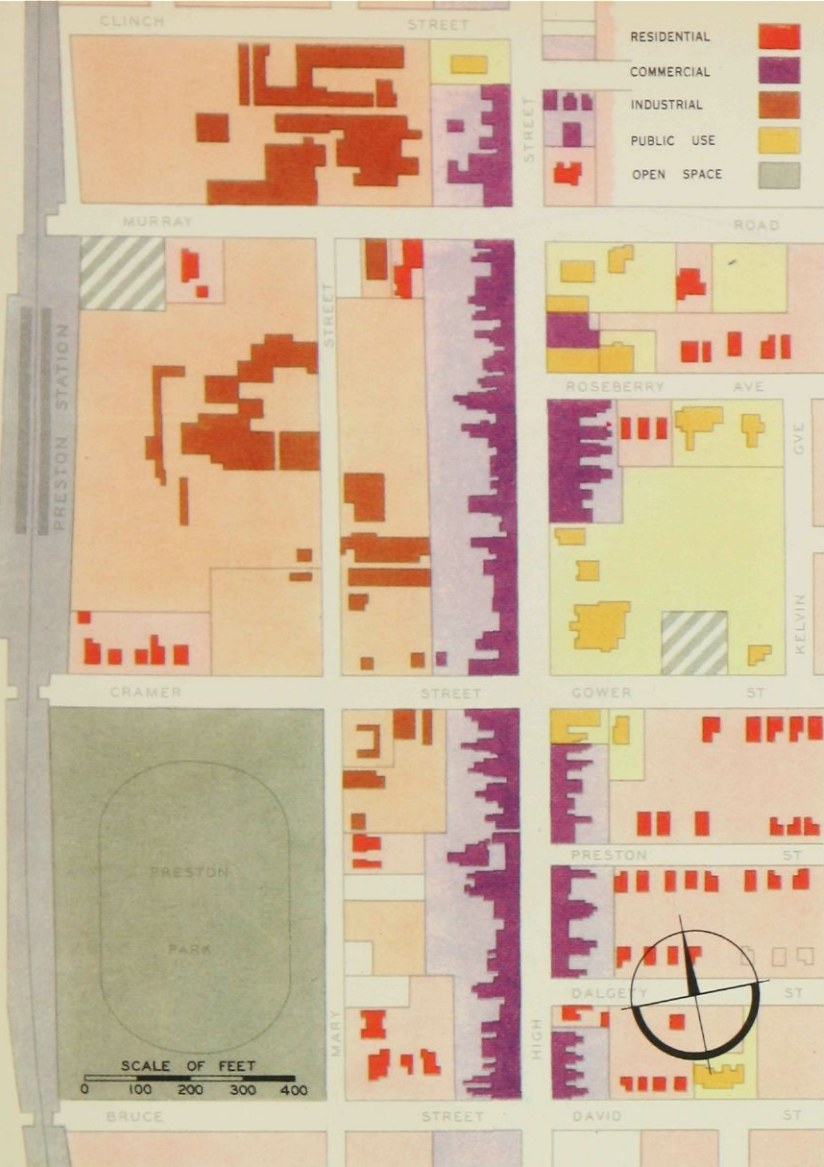 CLINCH STREET
RESIDENTIAL
COMMERCIAL
INDUSTRIAL
PUBLIC USE
OPEN SPACE
STREET
MURRAY ROAD
STREET
PRESTON STATION
ROSEBERRY AVE
GVE
KELVIN
CRAMER STREET GOWER ST
PRESTON ST
PRESTON
PARK
DALGETY ST
MARY
HIGH
SCALE OF FEET
0 100 200 300 400
BRUCE STREET DAVID ST